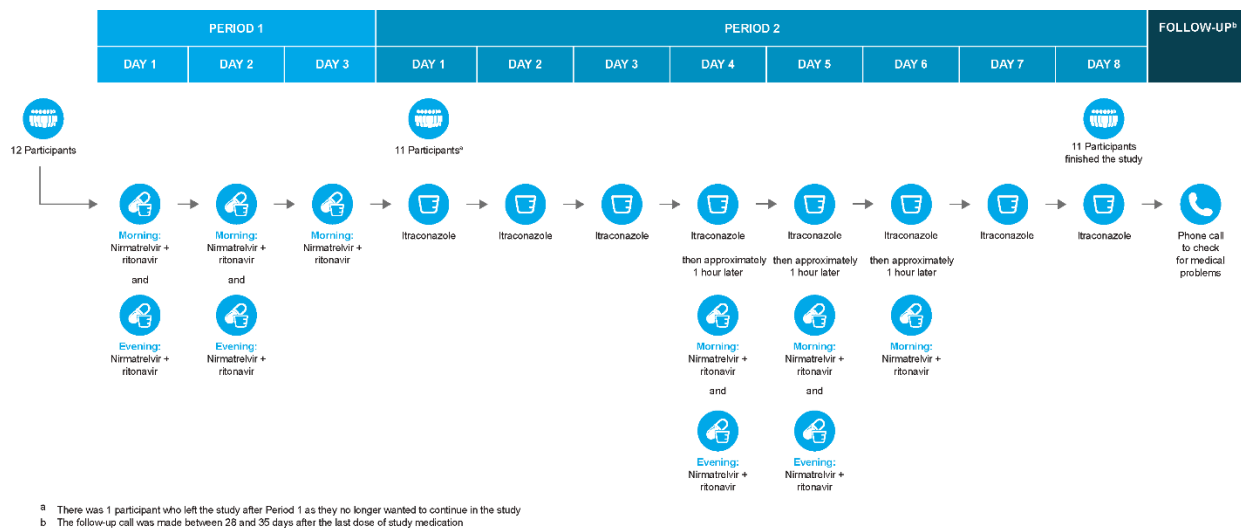 PERIOD 1
PERIOD 2
FOLLOW-UPᵇ
DAY 1
DAY 2
DAY 3
DAY 1
DAY 2
DAY 3
DAY 4
DAY 5
DAY 6
DAY 7
DAY 8
12 Participants
11 Participantsᵃ
11 Participants
finished the study
Morning:
Nirmatrelvir +
ritonavir
and
Evening:
Nirmatrelvir +
ritonavir
Morning:
Nirmatrelvir +
ritonavir
and
Evening:
Nirmatrelvir +
ritonavir
Morning:
Nirmatrelvir +
ritonavir
Itraconazole
Itraconazole
Itraconazole
Itraconazole
then approximately
1 hour later
Morning:
Nirmatrelvir +
ritonavir
and
Evening:
Nirmatrelvir +
ritonavir
Itraconazole
then approximately
1 hour later
Morning:
Nirmatrelvir +
ritonavir
and
Evening:
Nirmatrelvir +
ritonavir
Itraconazole
then approximately
1 hour later
Morning:
Nirmatrelvir +
ritonavir
Itraconazole
Itraconazole
Phone call
to check
for medical
problems
a There was 1 participant who left the study after Period 1 as they no longer wanted to continue in the study
b The follow-up call was made between 28 and 35 days after the last dose of study medication